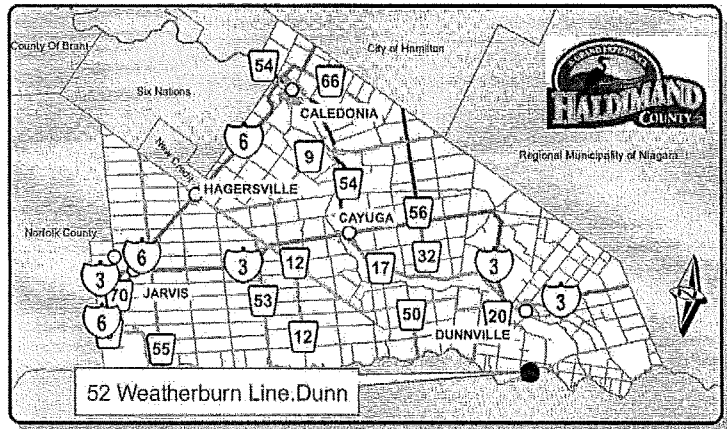 County Of Brant
City of Hamilton
54
66
Six Nations
CALEDONIA
GRAND EXPERIENCE
HALDIMAND
COUNTY
6
9
Regional Municipality of Niagara
New Credit
HAGERSVILLE
54
CAYUGA
56
Norfolk County
6
3
12
17
32
3
3
70
JARVIS
53
50
20
3
6
DUNNVILLE
55
12
52 Weatherburn Line.Dunn